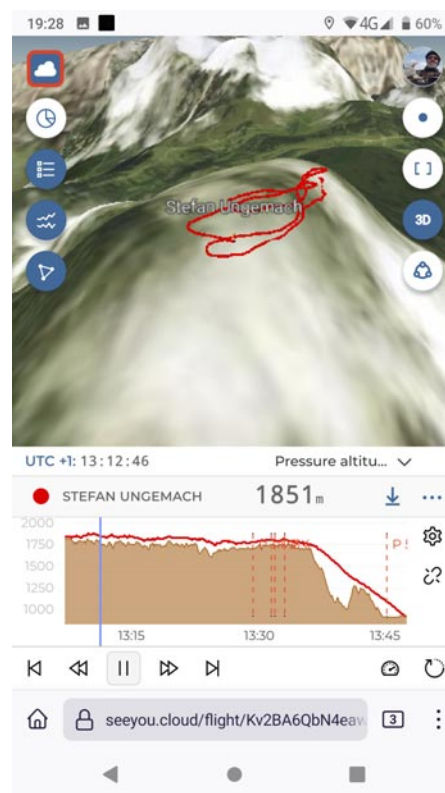 19:28 4G 60%
3D
Stefan Ungemach
UTC +1: 13:12:46 Pressure altitu...
STEFAN UNGEMACH 1851m
2000
1750
1500
1250
1000
P
13:15 13:30 13:45
seeyou.cloud/flight/Kv2BA6QbN4eaw
3